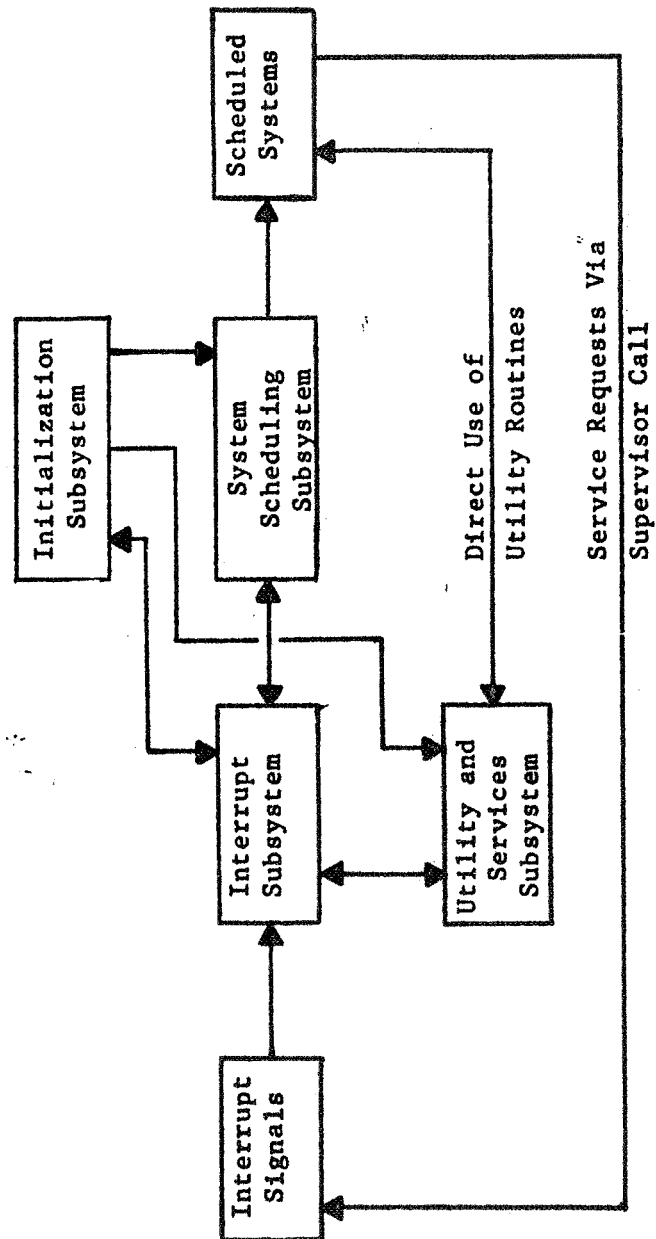 Initialization
Subsystem
Interrupt
Signals
Interrupt
Subsystem
System
Scheduling
Subsystem
Scheduled
Systems
Utility and
Services
Subsystem
Direct Use of
Utility Routines
Service Requests Via
Supervisor Call